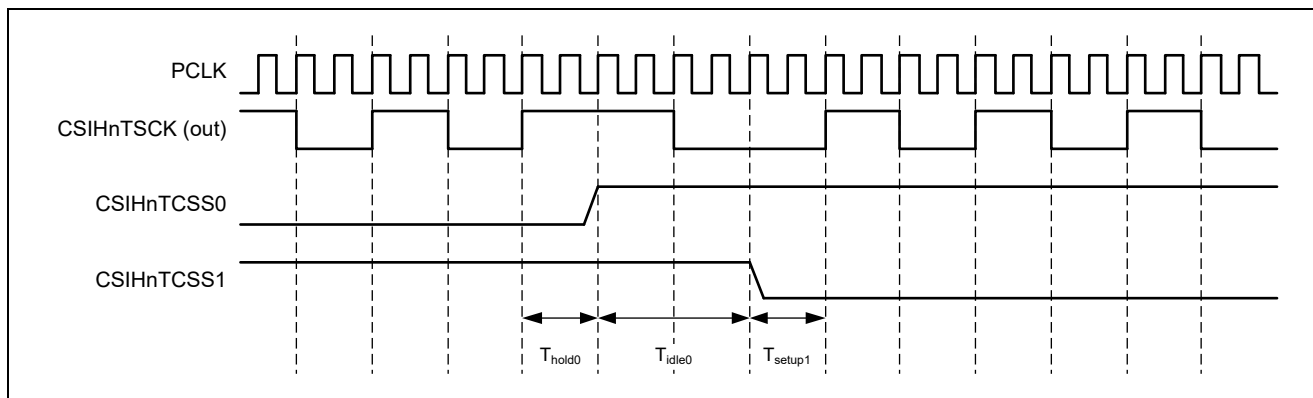 PCLK
CSIHnTSCK (out)
CSIHnTCSS0
CSIHnTCSS1
Thold0 Tidle0 Tsetup1